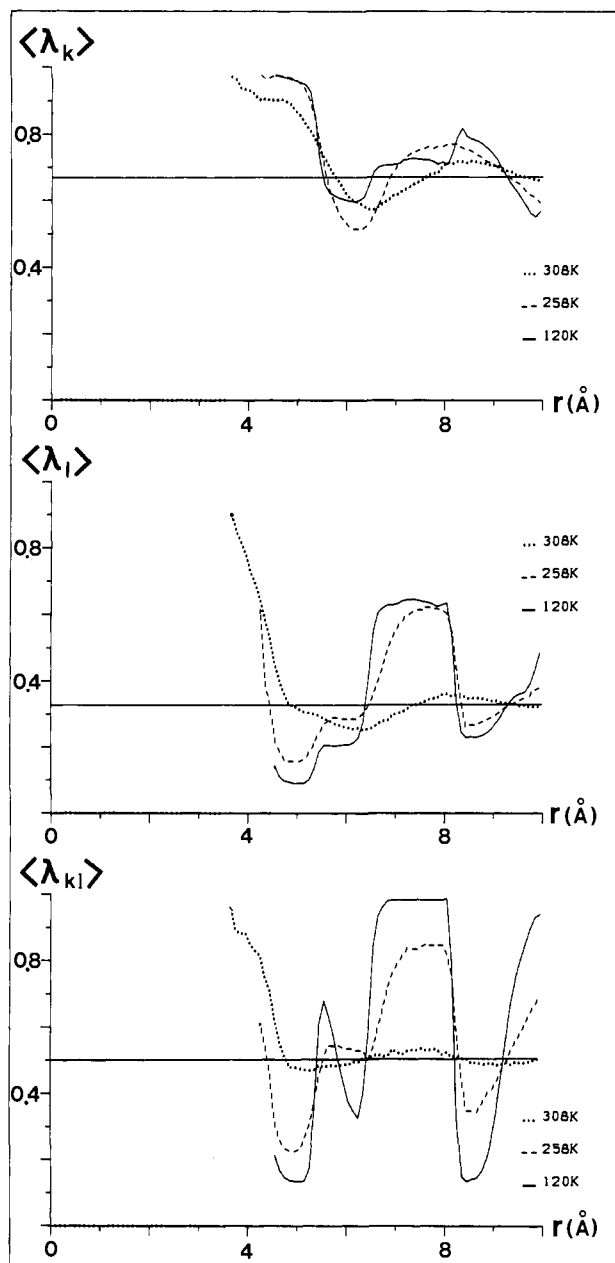 ⟨λk⟩
0.8
0.4
... 308K
-- 258K
— 120K
0 4 8 r(Å)
⟨λl⟩
0.8
0.4
... 308K
-- 258K
— 120K
0 4 8 r(Å)
⟨λkl⟩
0.8
0.4
... 308K
-- 258K
— 120K
0 4 8 r(Å)